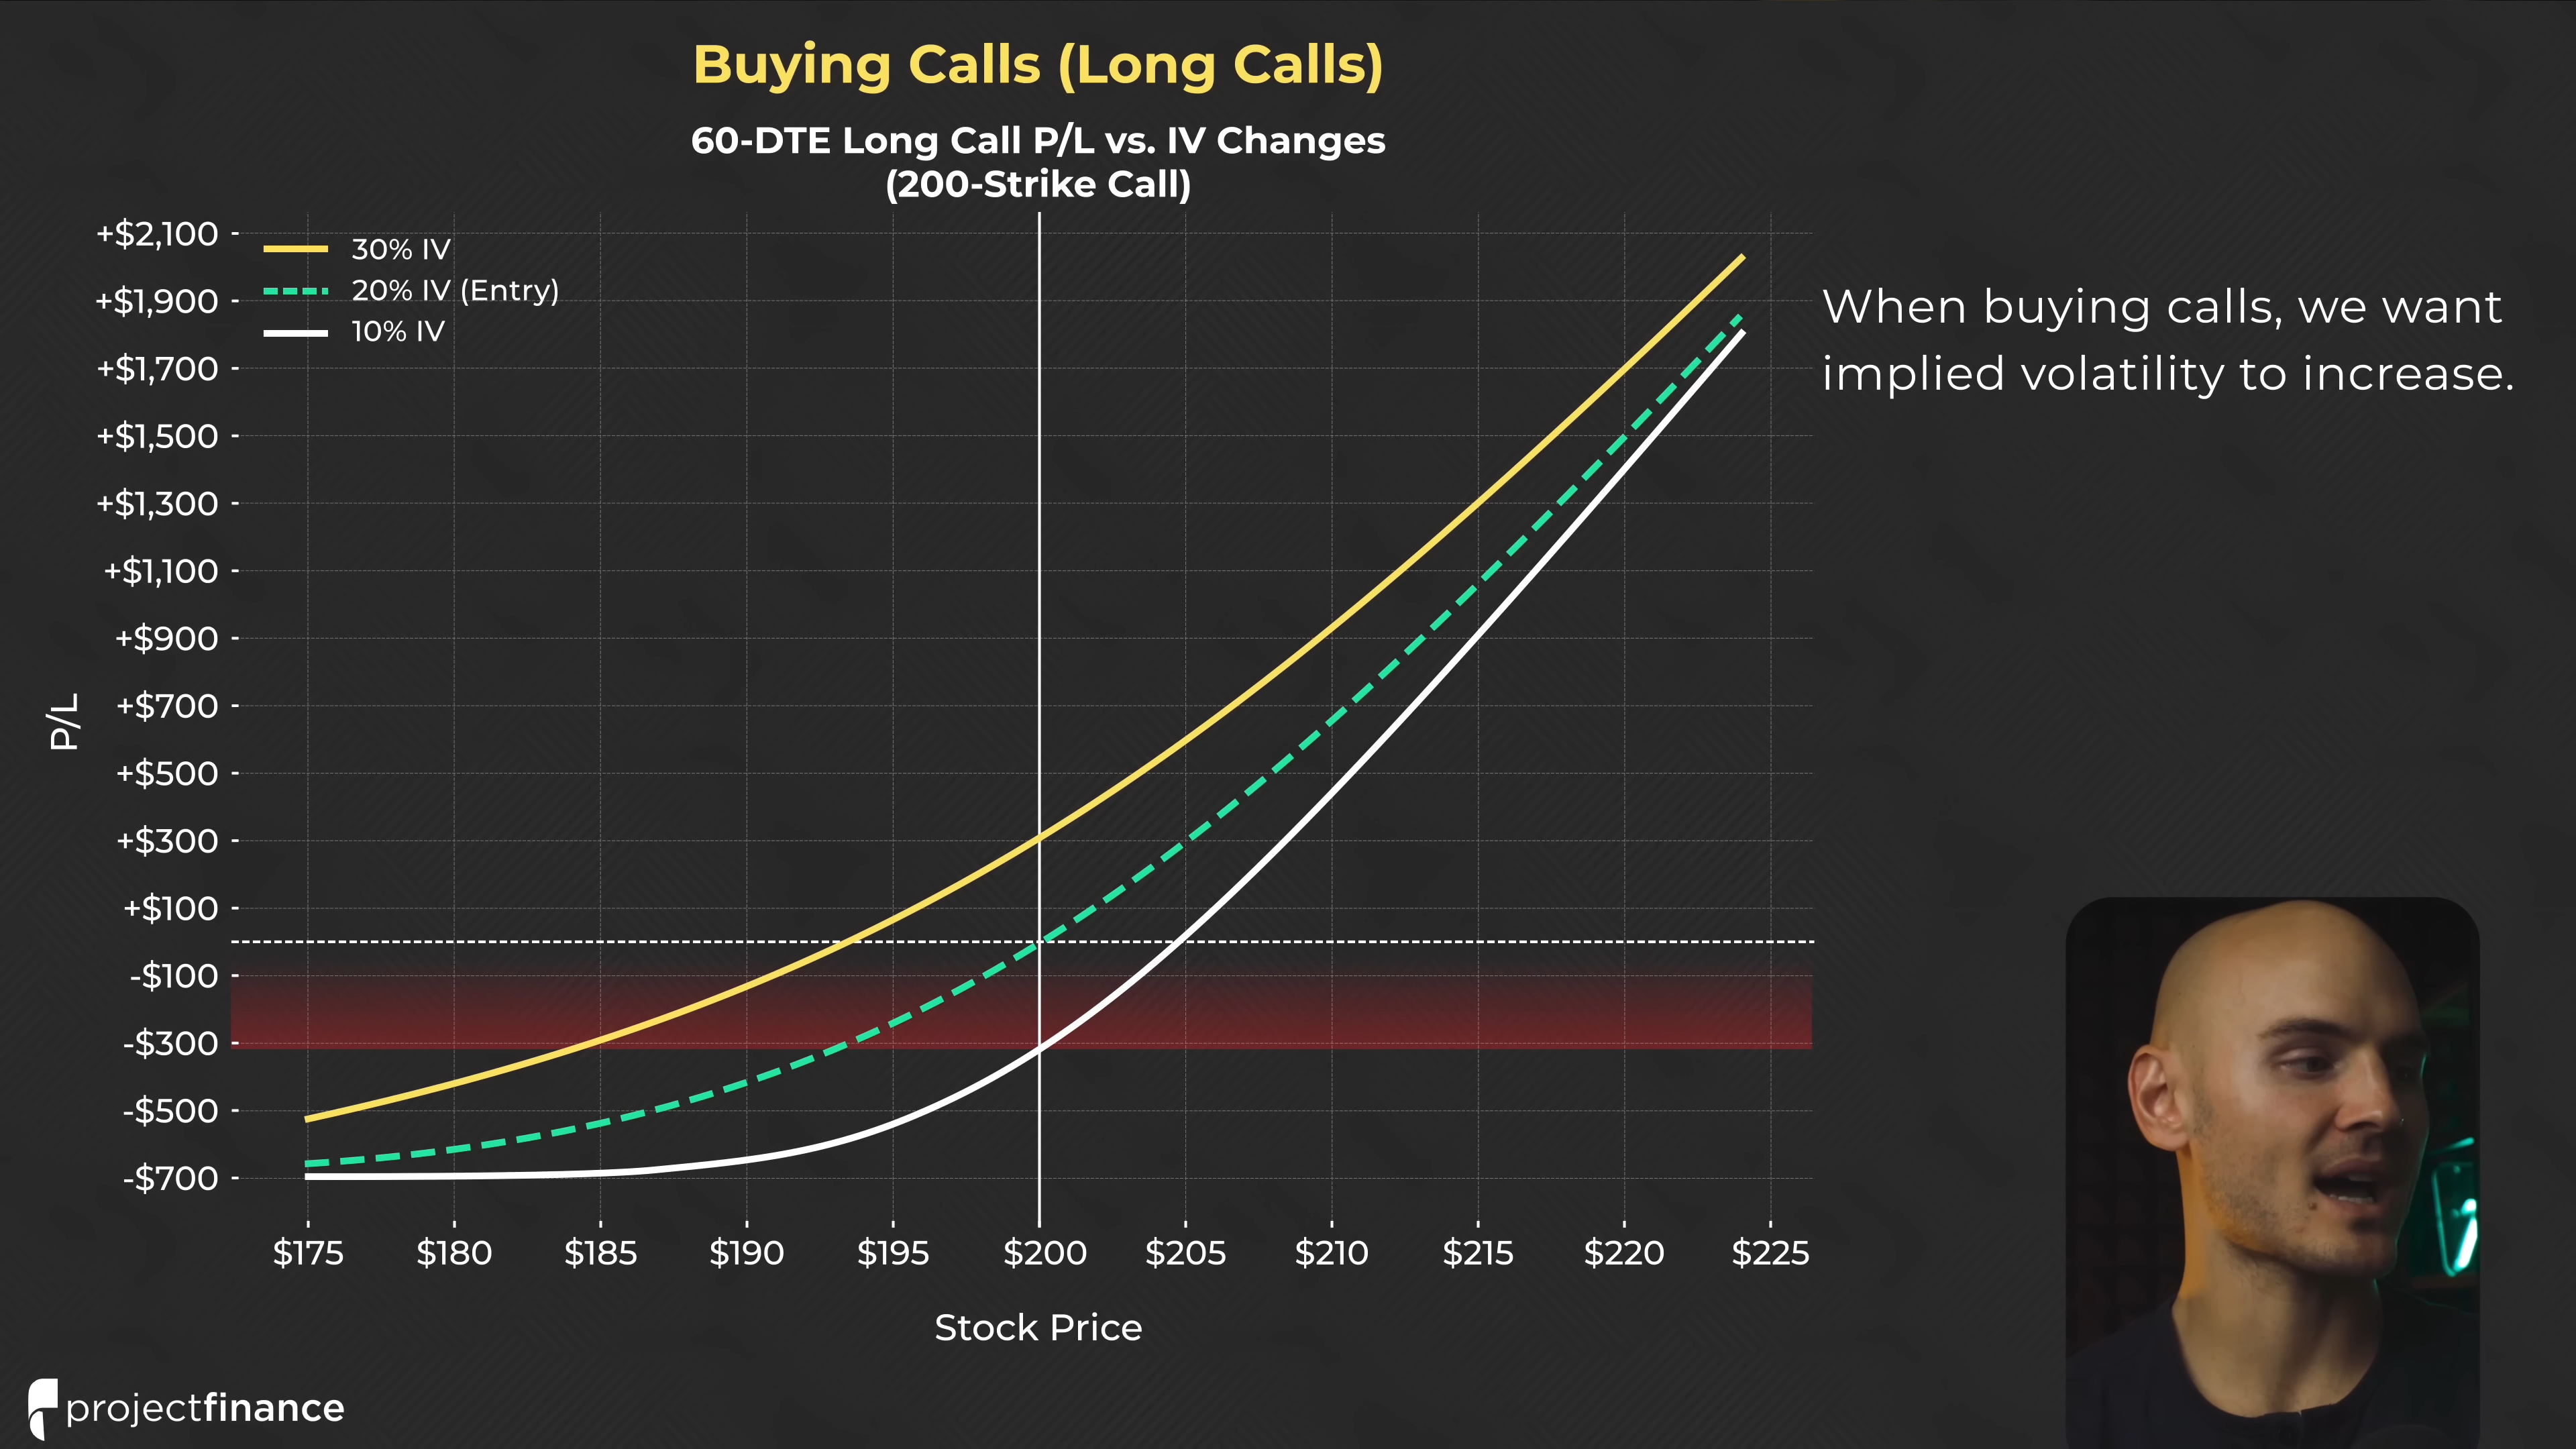 Buying Calls (Long Calls)
60-DTE Long Call P/L vs. IV Changes
(200-Strike Call)
30% IV
20% IV (Entry)
10% IV
+$2,100
+$1,900
+$1,700
+$1,500
+$1,300
+$1,100
+$900
+$700
+$500
+$300
+$100
-$100
-$300
-$500
-$700
P/L
$175 $180 $185 $190 $195 $200 $205 $210 $215 $220 $225
Stock Price
When buying calls, we want
implied volatility to increase.
projectfinance